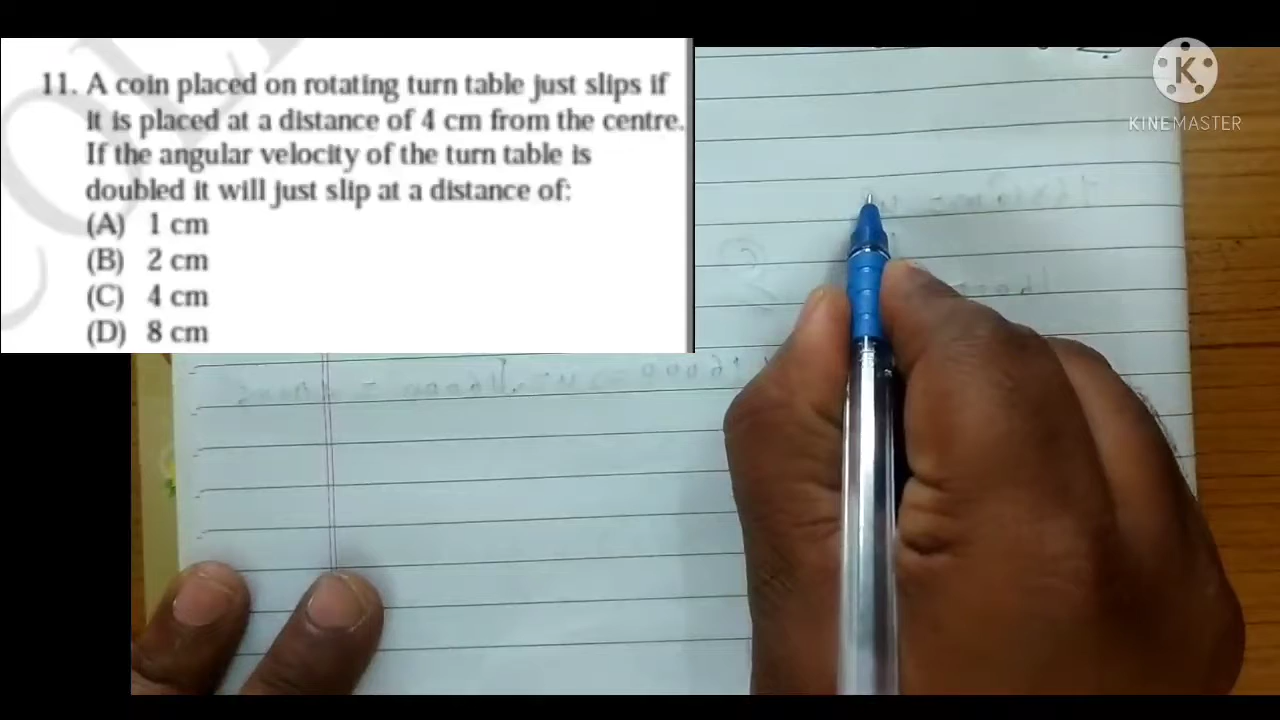 11. A coin placed on rotating turn table just slips if
it is placed at a distance of 4 cm from the centre.
If the angular velocity of the turn table is
doubled it will just slip at a distance of:
(A) 1 cm
(B) 2 cm
(C) 4 cm
(D) 8 cm
K
KINEMASTER